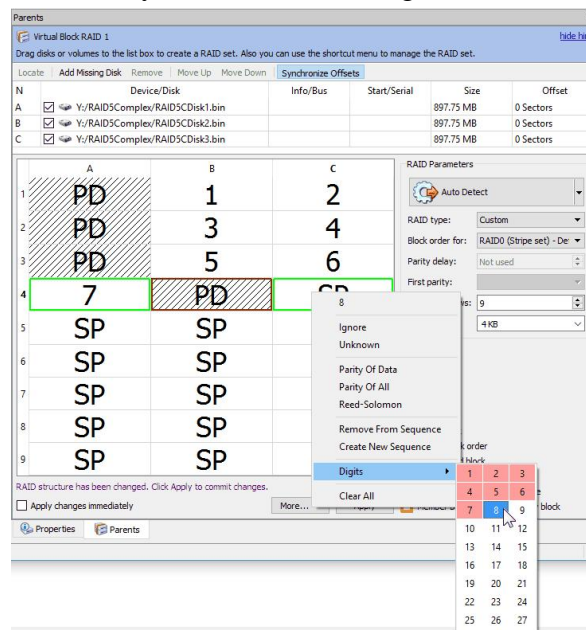 Parents
Virtual Block RAID 1
hide hi
Drag disks or volumes to the list box to create a RAID set. Also you can use the shortcut menu to manage the RAID set.
Locate Add Missing Disk Remove Move Up Move Down Synchronize Offsets
N Device/Disk Info/Bus Start/Serial Size Offset
A Y:/RAID5Complex/RAID5CDisk1.bin 897.75 MB 0 Sectors
B Y:/RAID5Complex/RAID5CDisk2.bin 897.75 MB 0 Sectors
C Y:/RAID5Complex/RAID5CDisk3.bin 897.75 MB 0 Sectors
A B C
1 PD 1 2
2 PD 3 4
3 PD 5 6
4 7 PD SP
5 SP SP
6 SP SP
7 SP SP
8 SP SP
9 SP SP
RAID Parameters
Auto Detect
RAID type: Custom
Block order for: RAID0 (Stripe set) - De
Parity delay: Not used
First parity:
s: 9
4 KB
8
Ignore
Unknown
Parity Of Data
Parity Of All
Reed-Solomon
Remove From Sequence
Create New Sequence
Digits
Clear All
k order
1 2 3
4 5 6
7 8 9
10 11 12
13 14 15
16 17 18
19 20 21
22 23 24
25 26 27
block
RAID structure has been changed. Click Apply to commit changes.
Apply changes immediately
More...
Properties Parents